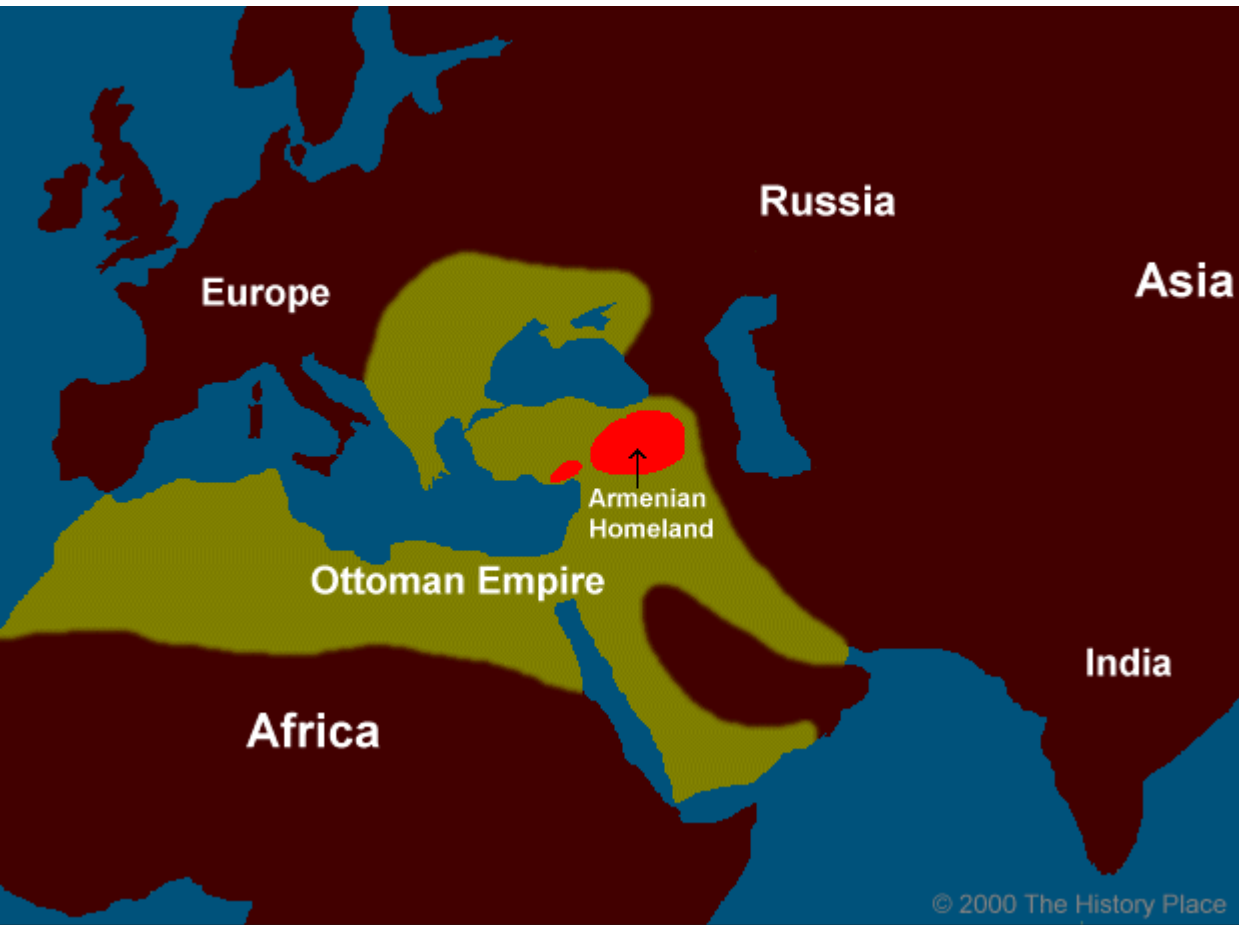 Russia
Asia
Europe
Armenian
Homeland
Ottoman Empire
India
Africa
© 2000 The History Place